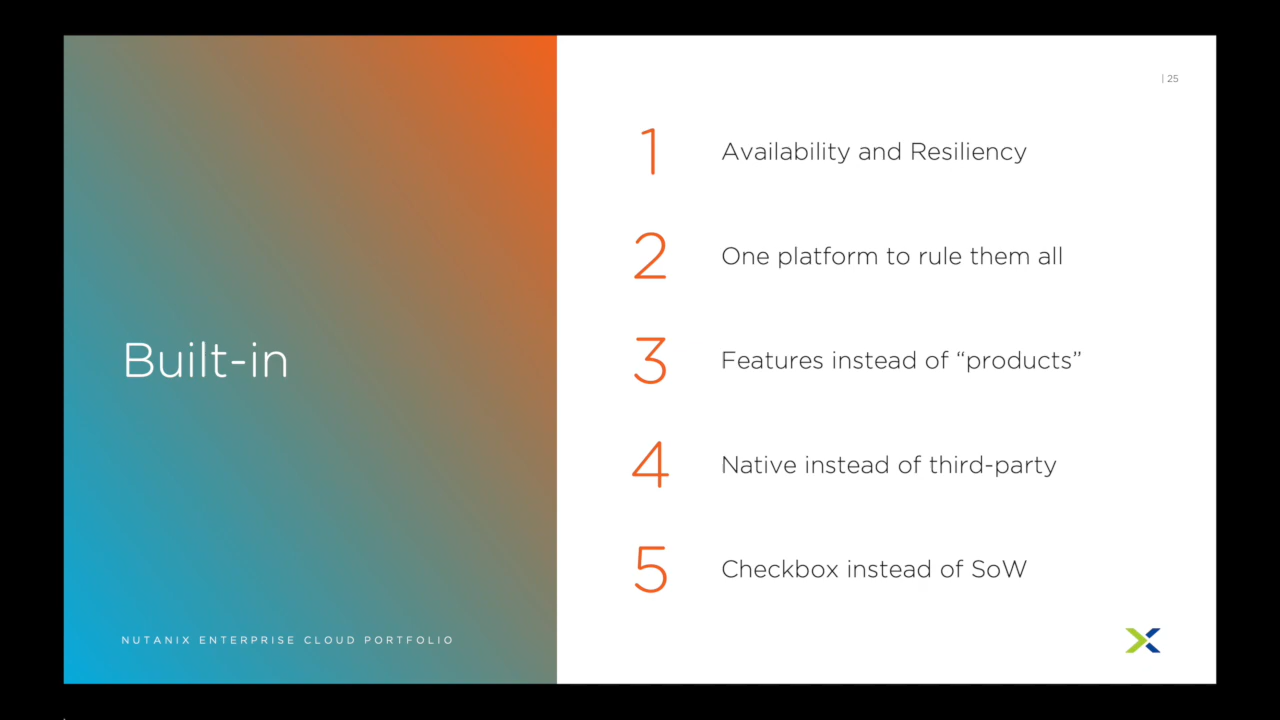 | 25
1 Availability and Resiliency
2 One platform to rule them all
Built-in
3 Features instead of “products”
4 Native instead of third-party
5 Checkbox instead of SoW
NUTANIX ENTERPRISE CLOUD PORTFOLIO